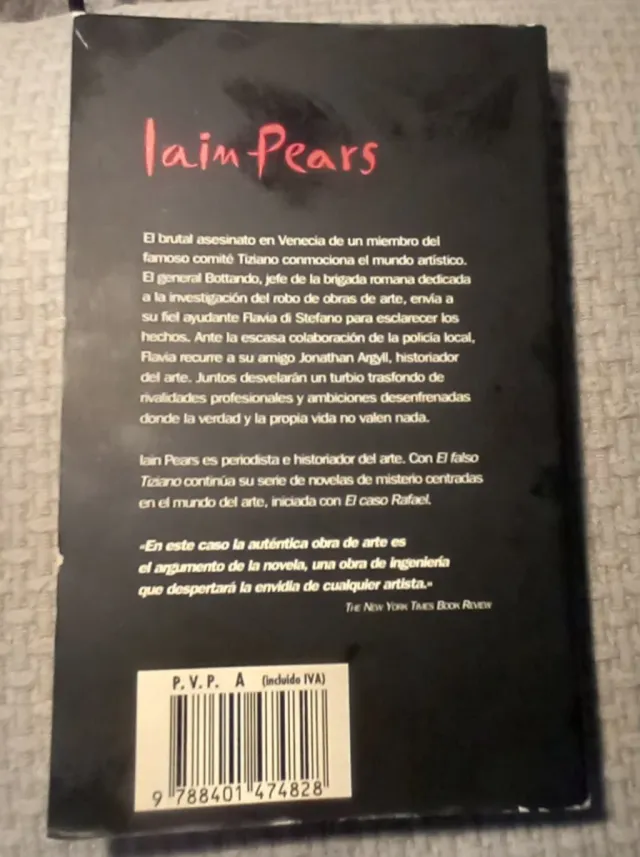 Iain Pears
El brutal asesinato en Venecia de un miembro del
famoso comité Tiziano conmociona el mundo artístico.
El general Bottando, jefe de la brigada romana dedicada
a la investigación del robo de obras de arte, envía a
su fiel ayudante Flavia di Stefano para esclarecer los
hechos. Ante la escasa colaboración de la policía local,
Flavia recurre a su amigo Jonathan Argyll, historiador
del arte. Juntos desvelarán un turbio trasfondo de
rivalidades profesionales y ambiciones desenfrenadas
donde la verdad y la propia vida no valen nada.
Iain Pears es periodista e historiador del arte. Con El falso
Tiziano continúa su serie de novelas de misterio centradas
en el mundo del arte, iniciada con El caso Rafael.
«En este caso la auténtica obra de arte es
el argumento de la novela, una obra de ingeniería
que despertará la envidia de cualquier artista.»
THE NEW YORK TIMES BOOK REVIEW
P.V.P. A (incluido IVA)
9 788401 474828